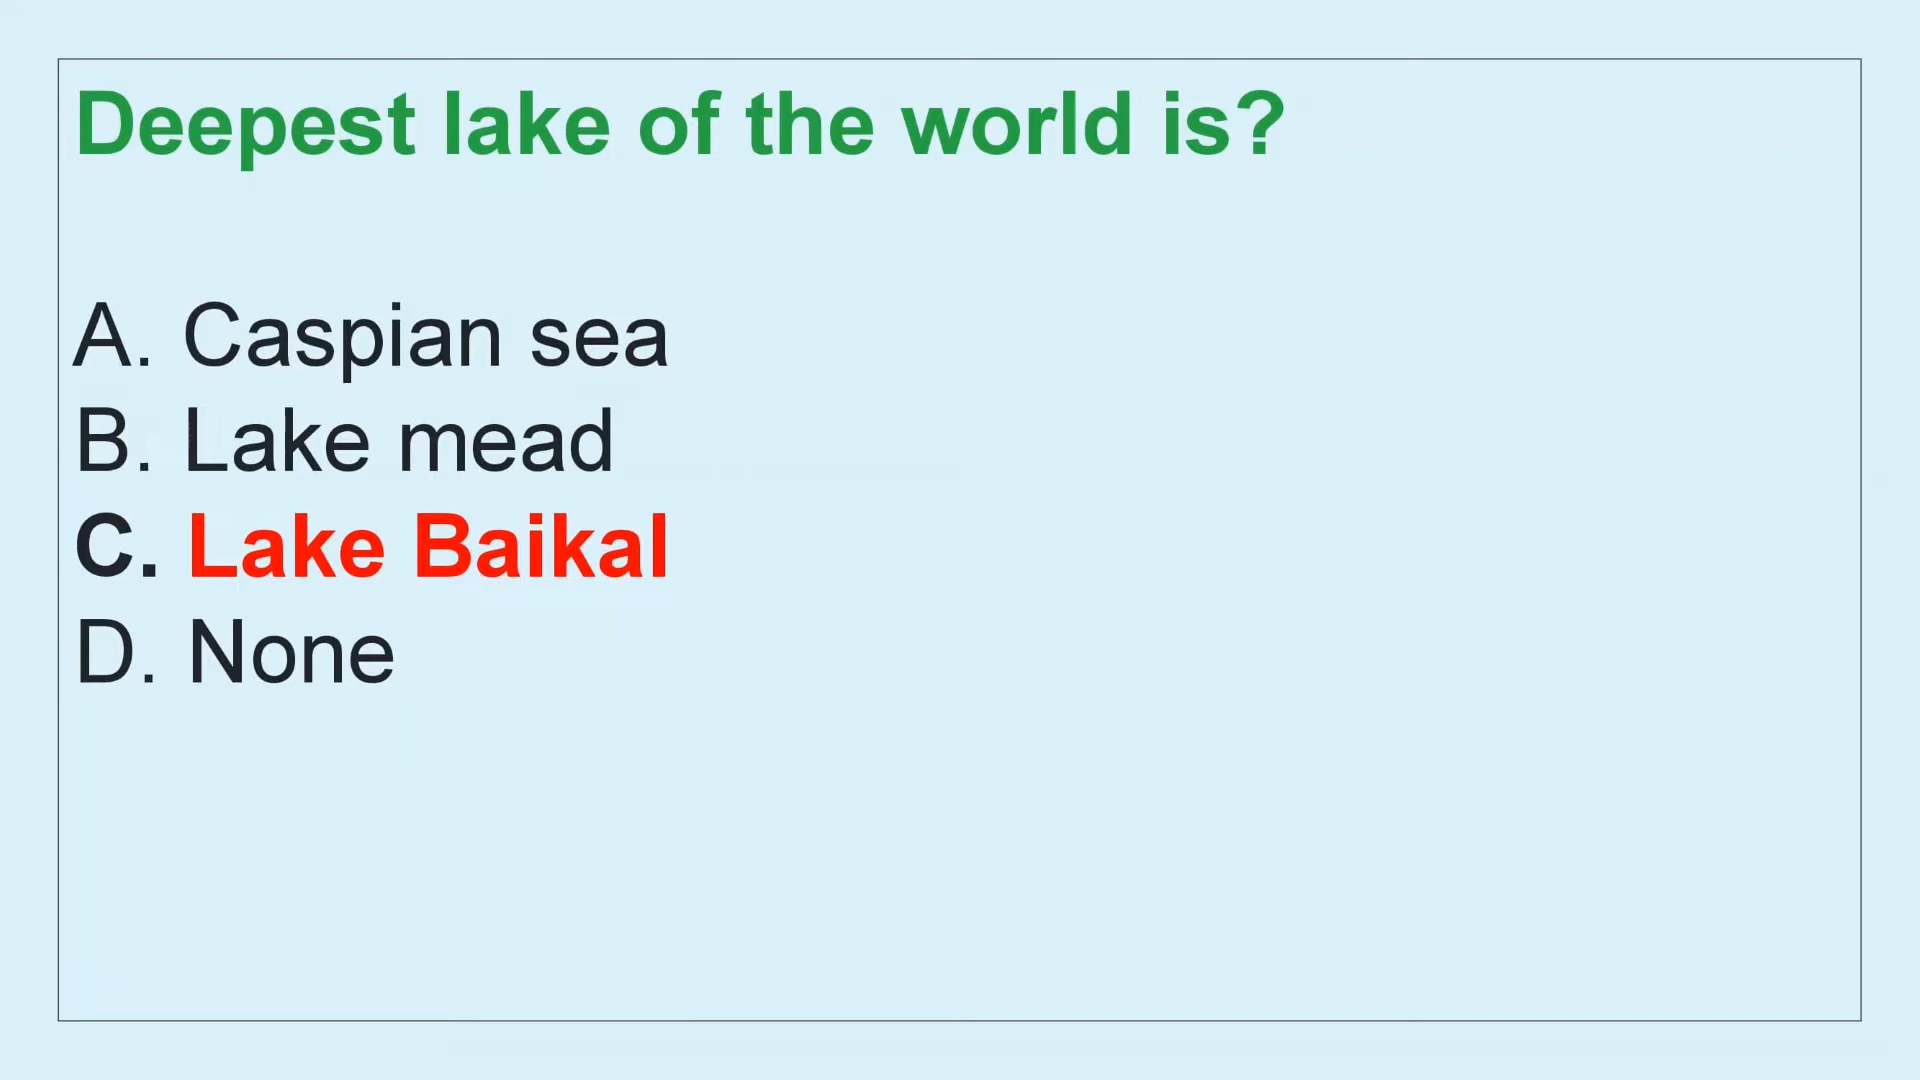 Deepest lake of the world is?
A. Caspian sea
B. Lake mead
C. Lake Baikal
D. None